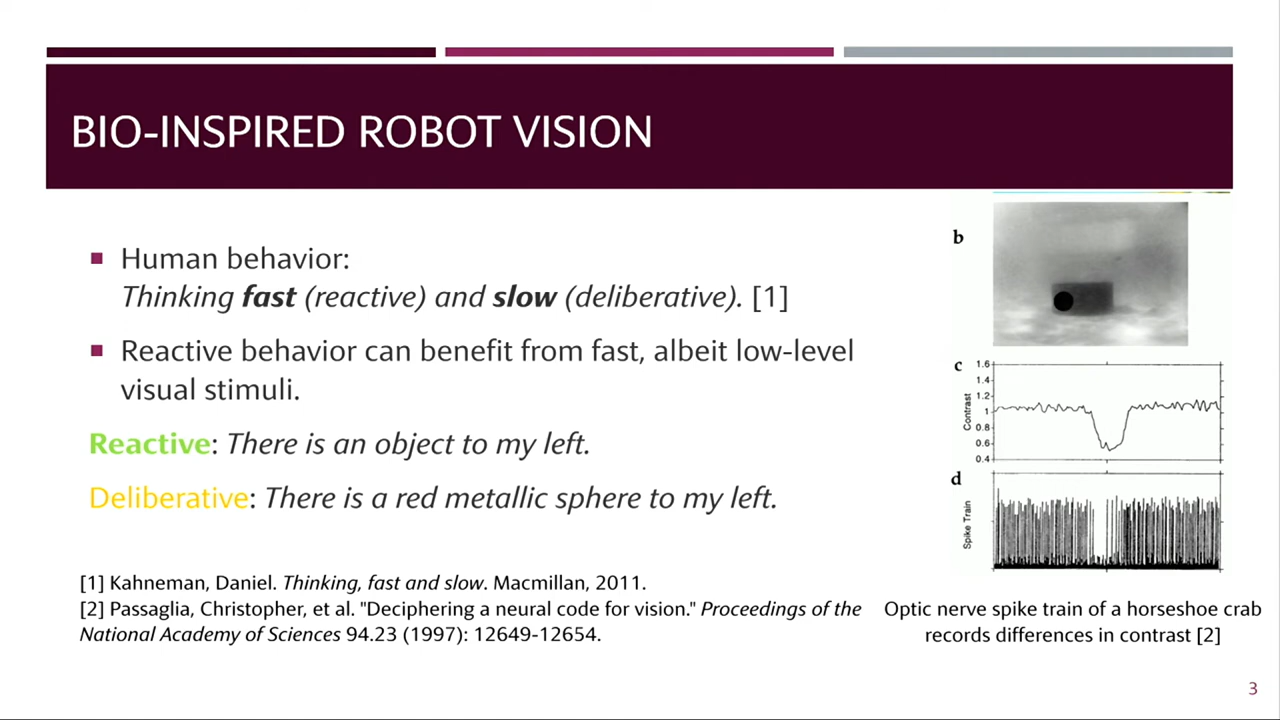 BIO-INSPIRED ROBOT VISION
Human behavior:
Thinking fast (reactive) and slow (deliberative). [1]
Reactive behavior can benefit from fast, albeit low-level
visual stimuli.
Reactive: There is an object to my left.
Deliberative: There is a red metallic sphere to my left.
[1] Kahneman, Daniel. Thinking, fast and slow. Macmillan, 2011.
[2] Passaglia, Christopher, et al. "Deciphering a neural code for vision." Proceedings of the
National Academy of Sciences 94.23 (1997): 12649-12654.
b
c
1.6
1.4
1.2
1
0.8
0.6
0.4
Contrast
d
Spike Train
Optic nerve spike train of a horseshoe crab
records differences in contrast [2]
3